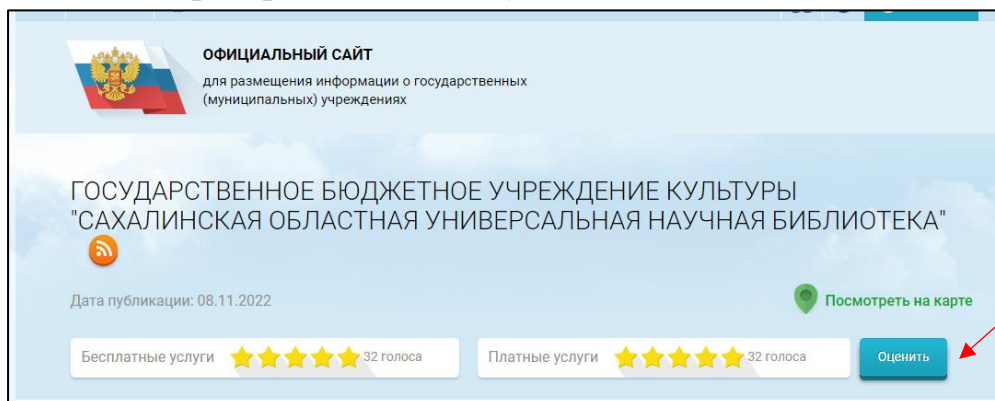 ОФИЦИАЛЬНЫЙ САЙТ
для размещения информации о государственных
(муниципальных) учреждениях
ГОСУДАРСТВЕННОЕ БЮДЖЕТНОЕ УЧРЕЖДЕНИЕ КУЛЬТУРЫ
"САХАЛИНСКАЯ ОБЛАСТНАЯ УНИВЕРСАЛЬНАЯ НАУЧНАЯ БИБЛИОТЕКА"
Дата публикации: 08.11.2022
Посмотреть на карте
Бесплатные услуги 32 голоса
Платные услуги 32 голоса
Оценить